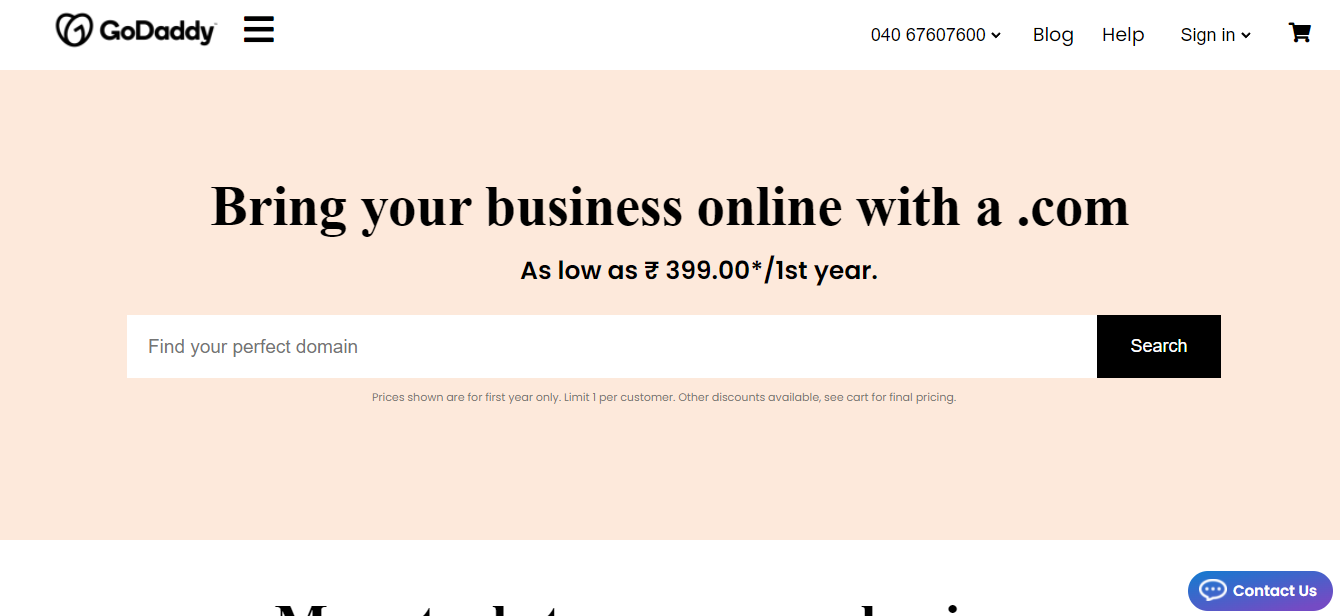 GoDaddy
040 67607600
Blog
Help
Sign in
Bring your business online with a .com
As low as ₹ 399.00*/1st year.
Find your perfect domain
Search
Prices shown are for first year only. Limit 1 per customer. Other discounts available, see cart for final pricing.
Contact Us